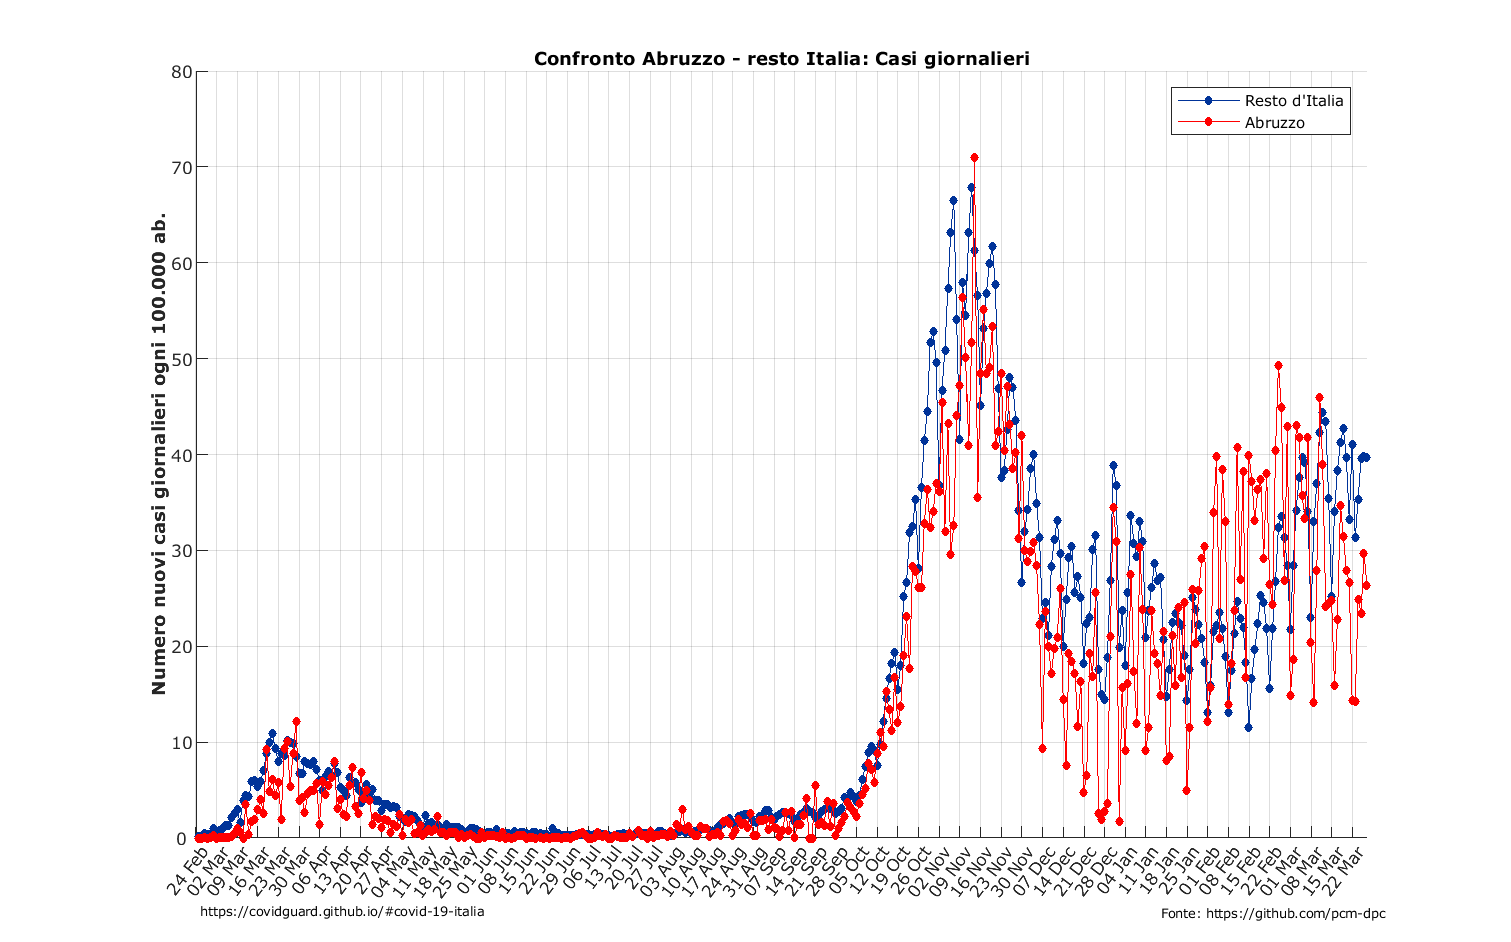 Confronto Abruzzo - resto Italia: Casi giornalieri
Numero nuovi casi giornalieri ogni 100.000 ab.
80
70
60
50
40
30
20
10
0
Resto d'Italia
Abruzzo
24 Feb
02 Mar
09 Mar
16 Mar
23 Mar
30 Mar
06 Apr
13 Apr
20 Apr
27 Apr
04 May
11 May
18 May
25 May
01 Jun
08 Jun
15 Jun
22 Jun
29 Jun
06 Jul
13 Jul
20 Jul
27 Jul
03 Aug
10 Aug
17 Aug
24 Aug
31 Aug
07 Sep
14 Sep
21 Sep
28 Sep
05 Oct
12 Oct
19 Oct
26 Oct
02 Nov
09 Nov
16 Nov
23 Nov
30 Nov
07 Dec
14 Dec
21 Dec
28 Dec
04 Jan
11 Jan
18 Jan
25 Jan
01 Feb
08 Feb
15 Feb
22 Feb
01 Mar
08 Mar
15 Mar
22 Mar
https://covidguard.github.io/#covid-19-italia
Fonte: https://github.com/pcm-dpc